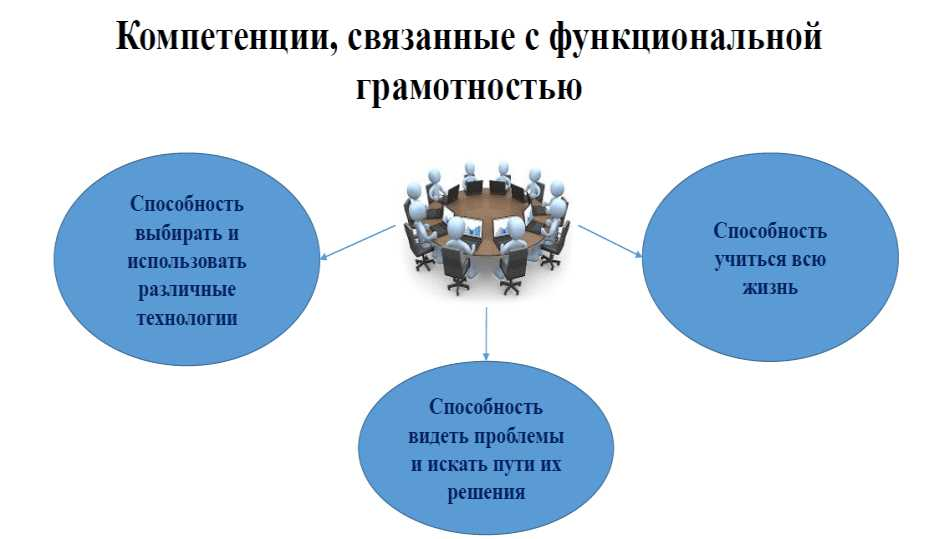 Компетенции, связанные с функциональной
грамотностью
Способность
выбирать и
использовать
различные
технологии
Способность
учиться всю
жизнь
Способность
видеть проблемы
и искать пути их
решения